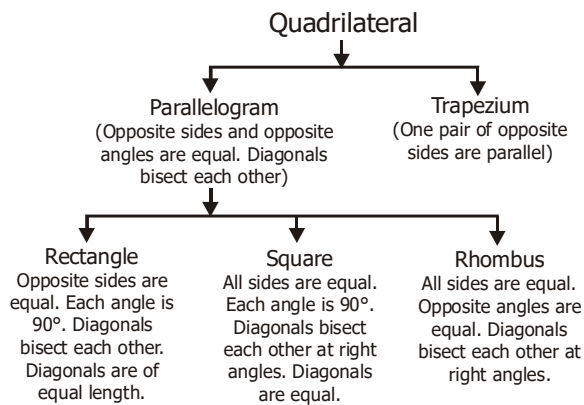 Quadrilateral
Parallelogram
(Opposite sides and opposite
angles are equal. Diagonals
bisect each other)
Trapezium
(One pair of opposite
sides are parallel)
Rectangle
Opposite sides are
equal. Each angle is
90°. Diagonals
bisect each other.
Diagonals are of
equal length.
Square
All sides are equal.
Each angle is 90°.
Diagonals bisect
each other at right
angles. Diagonals
are equal.
Rhombus
All sides are equal.
Opposite angles are
equal. Diagonals
bisect each other at
right angles.